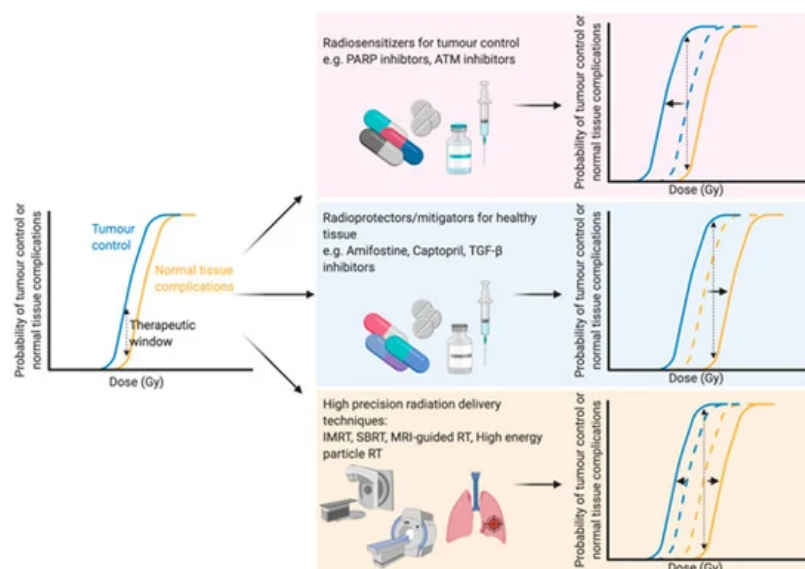 Probability of tumour control or
normal tissue complications
Tumour
control
Normal tissue
complications
Therapeutic
window
Dose (Gy)
Radiosensitizers for tumour control
e.g. PARP inhibtors, ATM inhibitors
Probability of tumour control or
normal tissue complications
Dose (Gy)
Radioprotectors/mitigators for healthy
tissue
e.g. Amifostine, Captopril, TGF-β
inhibitors
Probability of tumour control or
normal tissue complications
Dose (Gy)
High precision radiation delivery
techniques:
IMRT, SBRT, MRI-guided RT, High energy
particle RT
Probability of tumour control or
normal tissue complications
Dose (Gy)